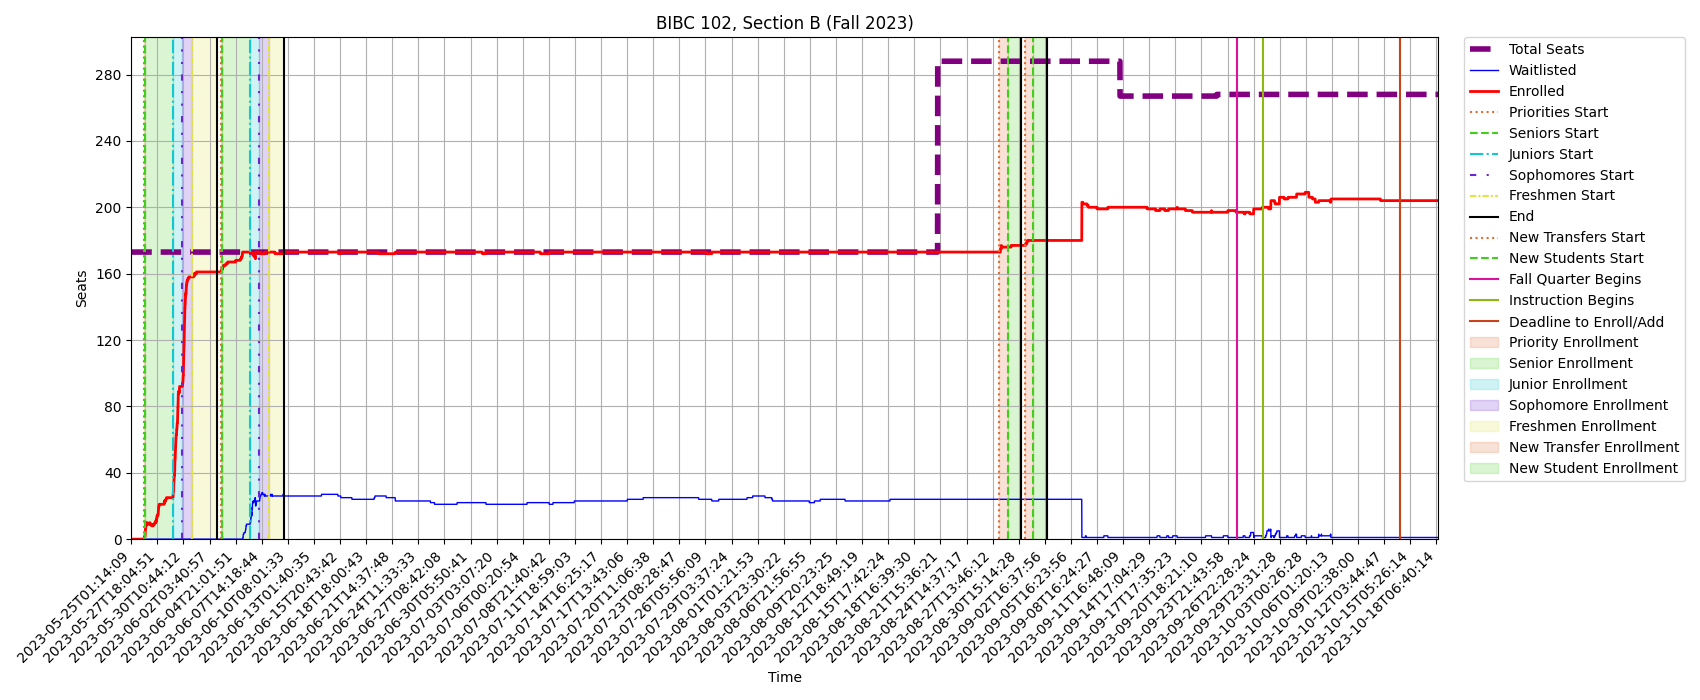 BIBC 102, Section B (Fall 2023)
Seats
280
240
200
160
120
80
40
0
2023-05-25T01:14:09
2023-05-27T18:04:51
2023-05-30T10:44:12
2023-06-02T03:40:57
2023-06-04T21:01:51
2023-06-07T14:18:44
2023-06-10T08:01:33
2023-06-13T01:40:35
2023-06-15T20:43:42
2023-06-18T18:00:43
2023-06-21T14:37:48
2023-06-24T11:33:33
2023-06-27T08:42:08
2023-06-30T05:50:41
2023-07-03T03:07:20
2023-07-06T00:20:54
2023-07-08T21:40:42
2023-07-11T18:59:03
2023-07-14T16:25:17
2023-07-17T13:43:06
2023-07-20T11:06:38
2023-07-23T08:28:47
2023-07-26T05:56:09
2023-07-29T03:37:24
2023-08-01T01:21:53
2023-08-03T23:30:22
2023-08-06T21:56:55
2023-08-09T20:23:25
2023-08-12T18:49:19
2023-08-15T17:42:24
2023-08-18T16:39:30
2023-08-21T15:36:21
2023-08-24T14:37:17
2023-08-27T13:46:12
2023-08-30T15:14:28
2023-09-02T16:37:56
2023-09-05T16:23:56
2023-09-08T16:24:27
2023-09-11T16:48:09
2023-09-14T17:04:29
2023-09-17T17:35:23
2023-09-20T18:21:10
2023-09-23T21:43:58
2023-09-26T22:28:24
2023-09-29T23:31:28
2023-10-03T00:26:28
2023-10-06T01:20:13
2023-10-09T02:38:00
2023-10-12T03:44:47
2023-10-15T05:26:14
2023-10-18T06:40:14
Time
Total Seats
Waitlisted
Enrolled
Priorities Start
Seniors Start
Juniors Start
Sophomores Start
Freshmen Start
End
New Transfers Start
New Students Start
Fall Quarter Begins
Instruction Begins
Deadline to Enroll/Add
Priority Enrollment
Senior Enrollment
Junior Enrollment
Sophomore Enrollment
Freshmen Enrollment
New Transfer Enrollment
New Student Enrollment